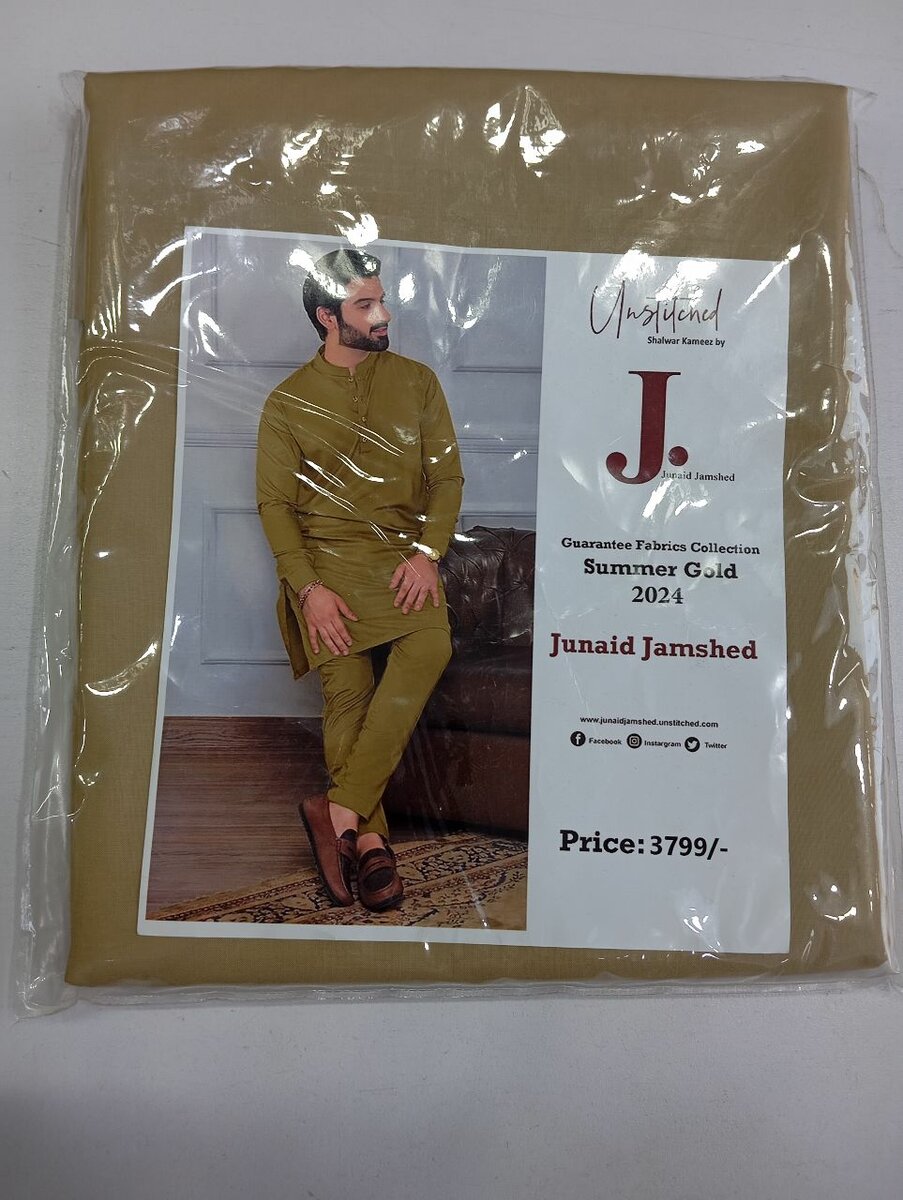 Unstitched
Shalwar Kameez by
J.
Junaid Jamshed
Guarantee Fabrics Collection
Summer Gold
2024
Junaid Jamshed
www.junaidjamshed.unstitched.com
Facebook Instargram Twitter
Price: 3799/-